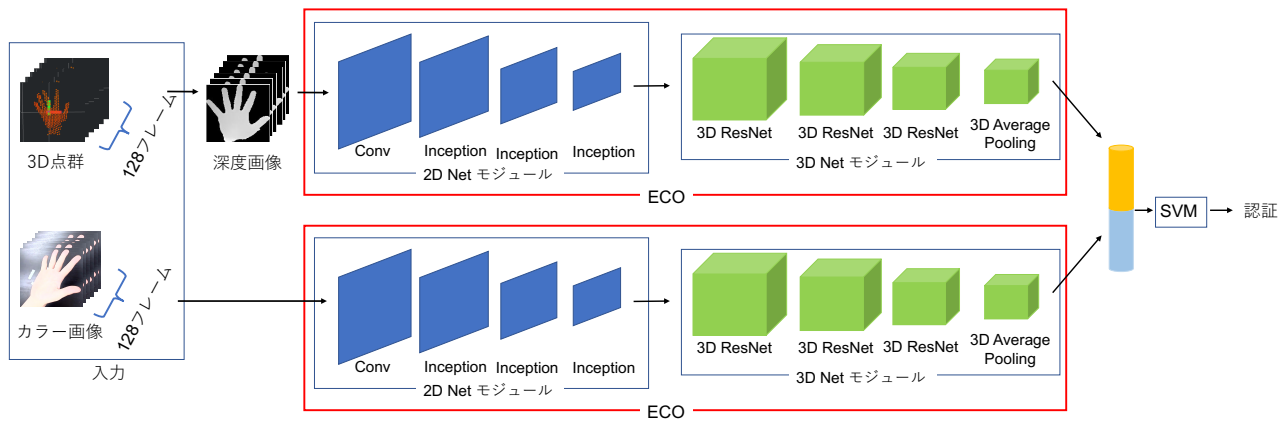 3D点群
128フレーム
カラー画像
128フレーム
入力
深度画像
Conv
Inception
Inception
Inception
2D Net モジュール
3D ResNet
3D ResNet
3D ResNet
3D Average
Pooling
3D Net モジュール
ECO
Conv
Inception
Inception
Inception
2D Net モジュール
3D ResNet
3D ResNet
3D ResNet
3D Average
Pooling
3D Net モジュール
ECO
SVM
認証